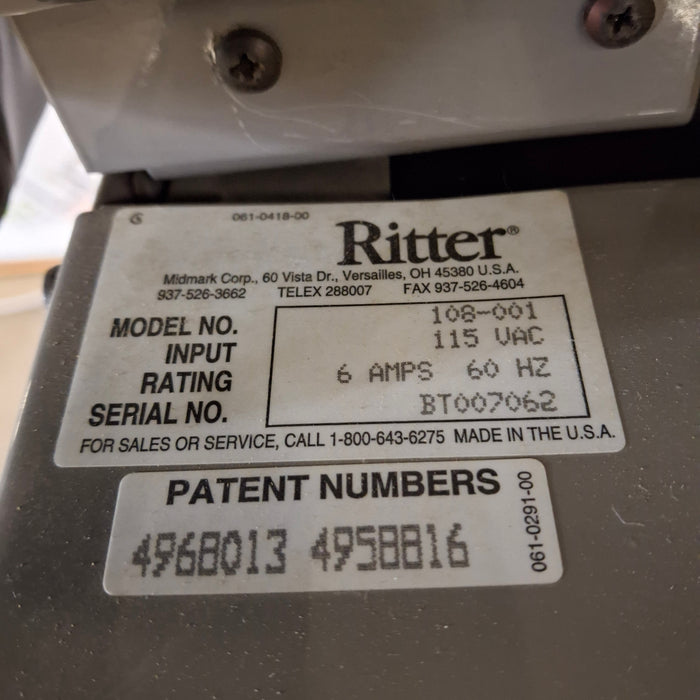 061-0418-00
Ritter®
Midmark Corp., 60 Vista Dr., Versailles, OH 45380 U.S.A.
937-526-3662 TELEX 288007 FAX 937-526-4604
MODEL NO. 108-001
INPUT 115 VAC
RATING 6 AMPS 60 HZ
SERIAL NO. BT007062
FOR SALES OR SERVICE, CALL 1-800-643-6275 MADE IN THE U.S.A.
PATENT NUMBERS
4968013 4958816
061-0291-00